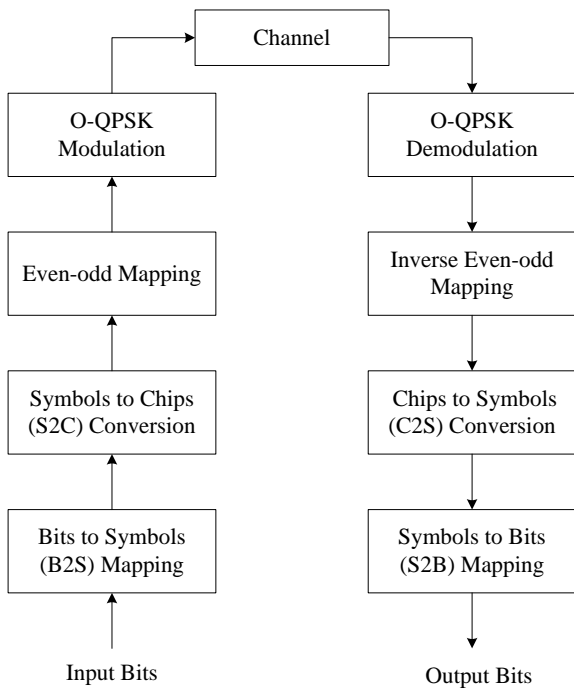 Channel
O-QPSK
Modulation
O-QPSK
Demodulation
Even-odd Mapping
Inverse Even-odd
Mapping
Symbols to Chips
(S2C) Conversion
Chips to Symbols
(C2S) Conversion
Bits to Symbols
(B2S) Mapping
Symbols to Bits
(S2B) Mapping
Input Bits
Output Bits